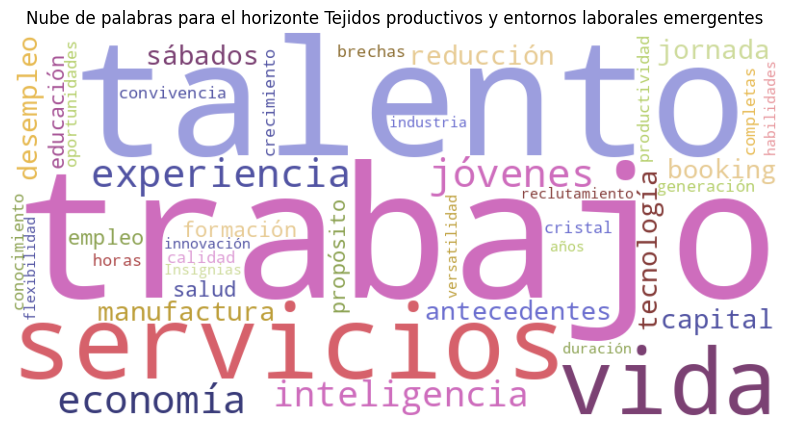 Nube de palabras para el horizonte Tejidos productivos y entornos laborales emergentes
talento
sábados
brechas
reducción
jornada
desempleo
educación
oportunidades
convivencia
crecimiento
industria
productividad
completas
habilidades
experiencia
jóvenes
booking
reclutamiento
generación
trabajo
conocimiento
flexibilidad
empleo
horas
formación
innovación
calidad
Insignias
salud
propósito
versatilidad
cristal
años
tecnología
manufactura
antecedentes
capital
servicios
duración
vida
economía
inteligencia